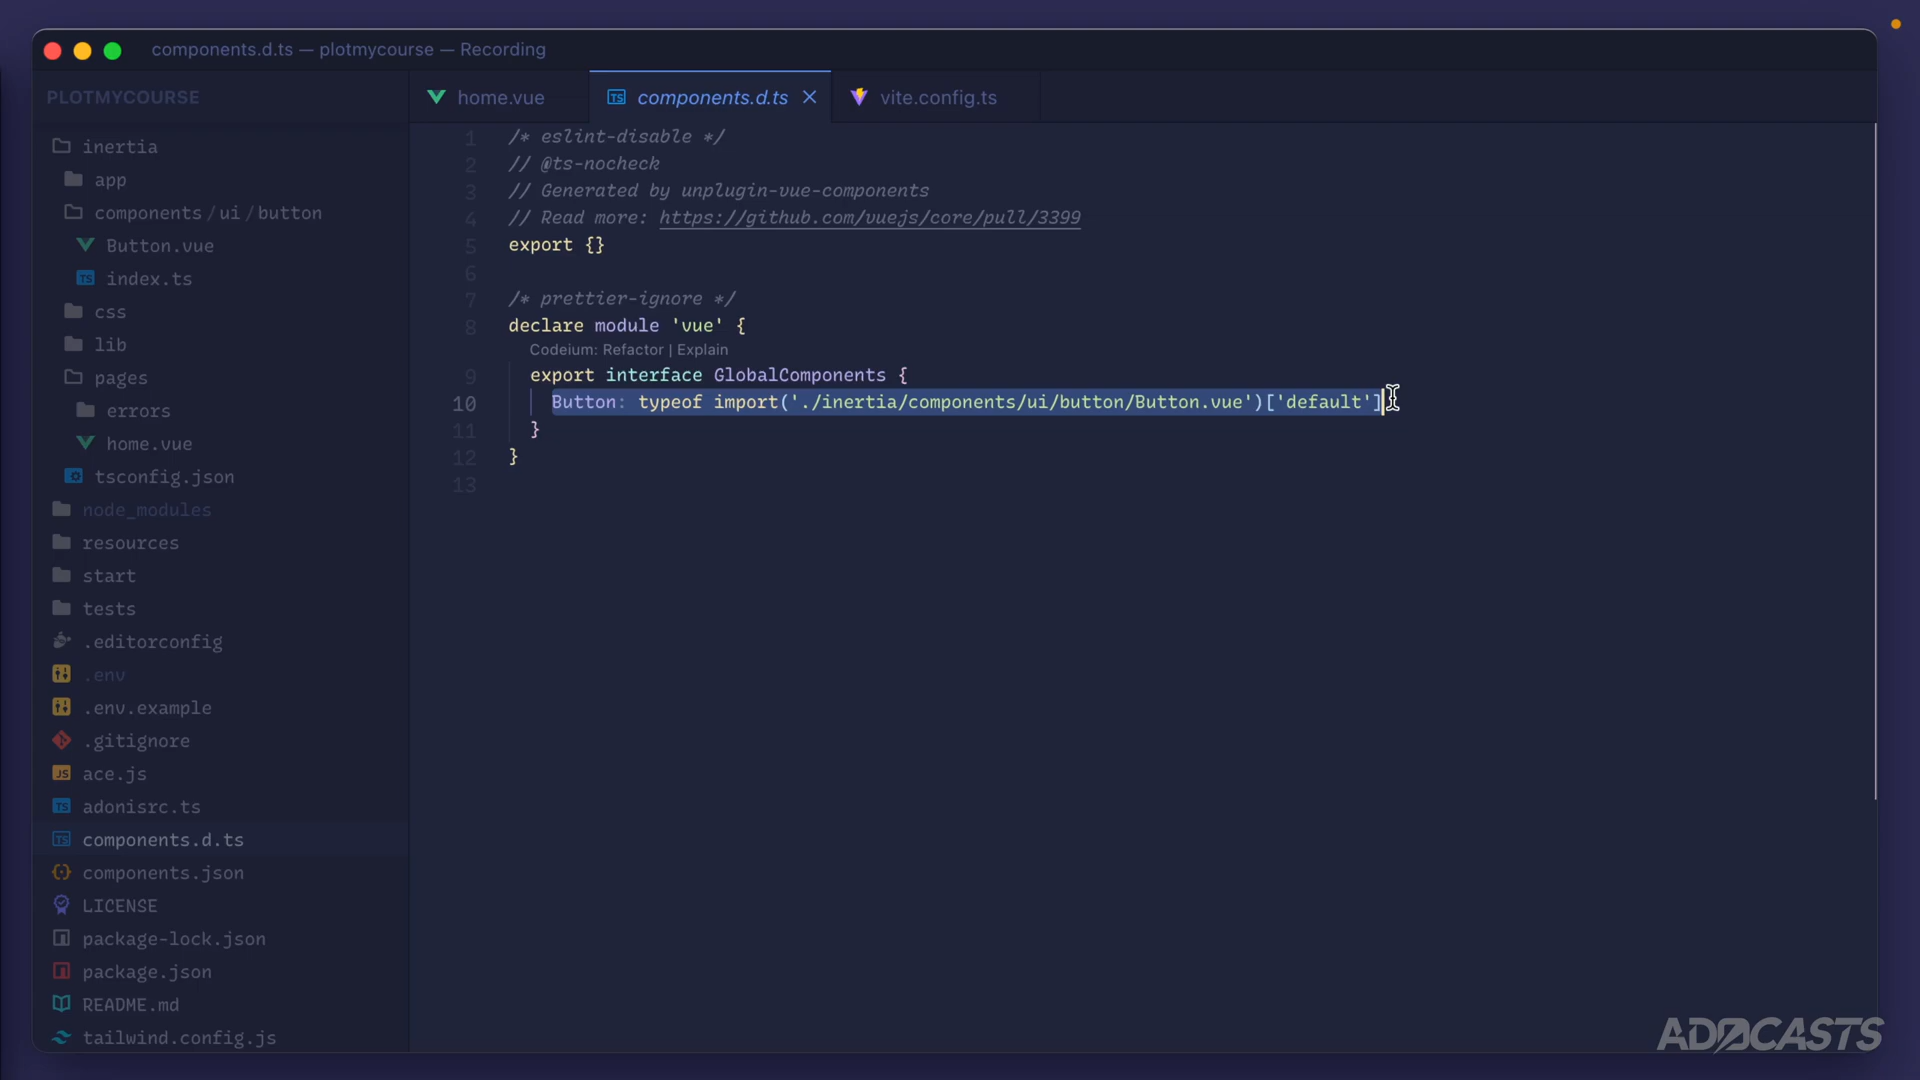 components.d.ts — plotmycourse — Recording
PLOTMYCOURSE
home.vue
components.d.ts
vite.config.ts
inertia
app
components/ui/button
Button.vue
index.ts
css
lib
pages
errors
home.vue
tsconfig.json
node_modules
resources
start
tests
.editorconfig
.env
.env.example
.gitignore
ace.js
adonisrc.ts
components.d.ts
components.json
LICENSE
package-lock.json
package.json
README.md
tailwind.config.js
1 /* eslint-disable */
2 // @ts-nocheck
3 // Generated by unplugin-vue-components
4 // Read more: https://github.com/vuejs/core/pull/3399
5 export {}
6
7 /* prettier-ignore */
8 declare module 'vue' {
Codeium: Refactor | Explain
9 export interface GlobalComponents {
10 Button: typeof import('./inertia/components/ui/button/Button.vue')['default']
11 }
12 }
13
ADOCASTS